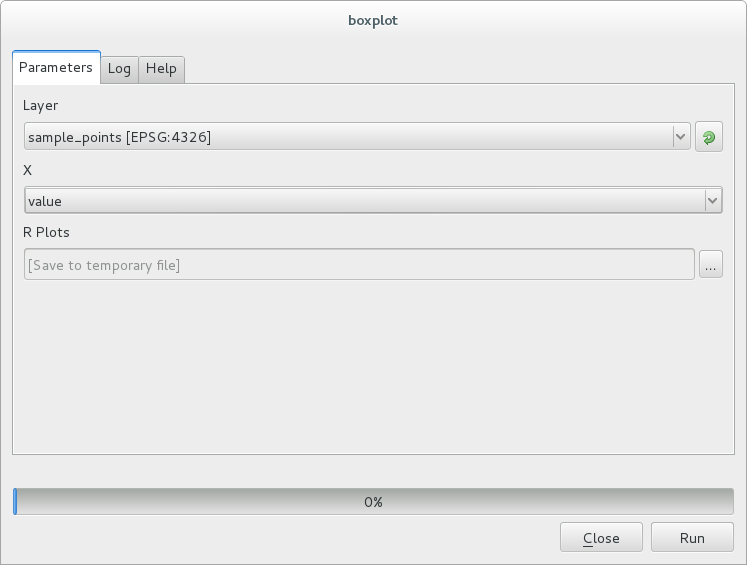 boxplot
Parameters Log Help
Layer
sample_points [EPSG:4326]
X
value
R Plots
[Save to temporary file] ...
0%
Close Run